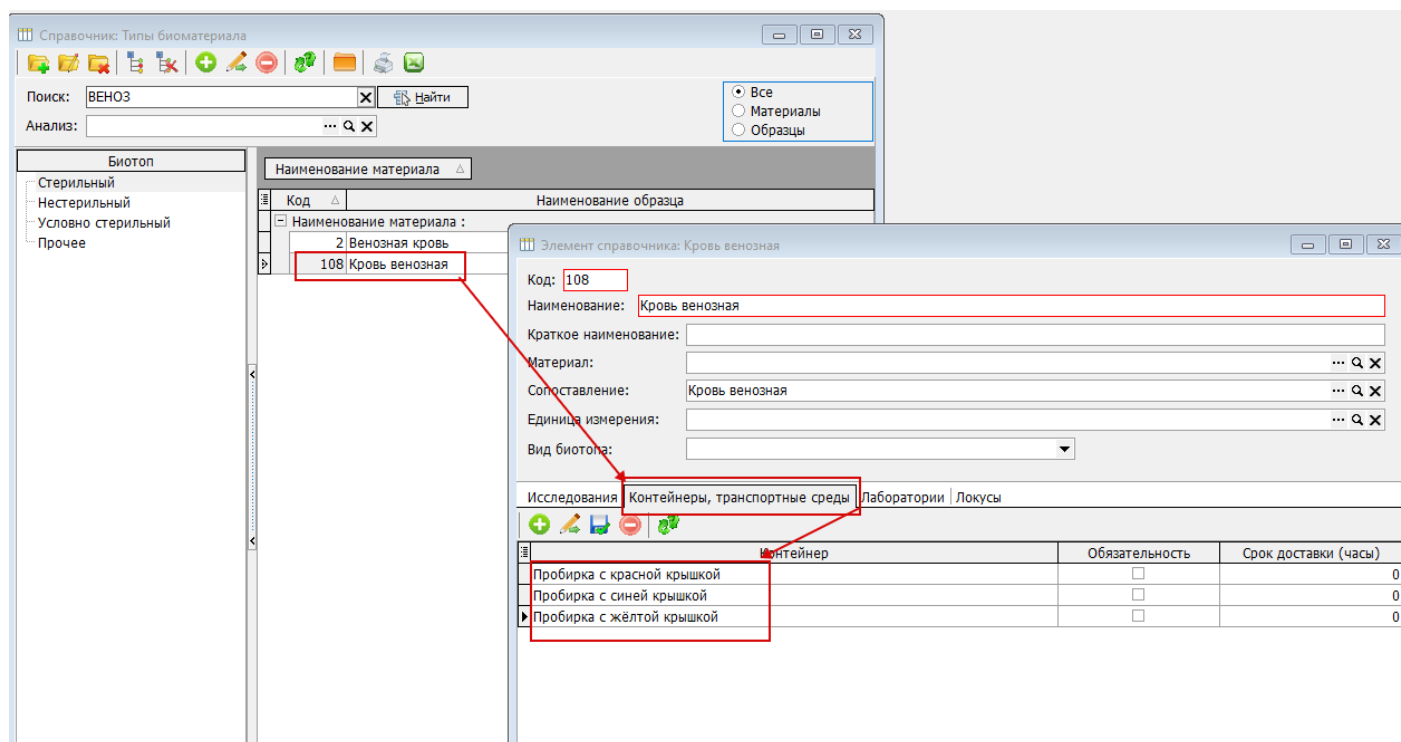 Справочник: Типы биоматериала
Поиск: ВЕНОЗ Найти
Анализ:
Все
Материалы
Образцы
Биотоп
Стерильный
Нестерильный
Условно стерильный
Прочее
Наименование материала
Код Наименование образца
Наименование материала :
2 Венозная кровь
108 Кровь венозная
Элемент справочника: Кровь венозная
Код: 108
Наименование: Кровь венозная
Краткое наименование:
Материал:
Сопоставление: Кровь венозная
Единица измерения:
Вид биотопа:
Исследования Контейнеры, транспортные среды Лаборатории Локусы
Контейнер Обязательность Срок доставки (часы)
Пробирка с красной крышкой 0
Пробирка с синей крышкой 0
Пробирка с жёлтой крышкой 0